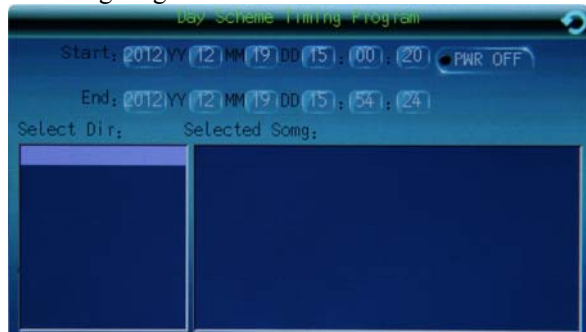 Day Scheme Timing Program
Start: 2012 YY 12 MM 19 DD 15 : 00 : 20 PWR OFF
End: 2012 YY 12 MM 19 DD 15 : 54 : 24
Select Dir: Selected Somg: